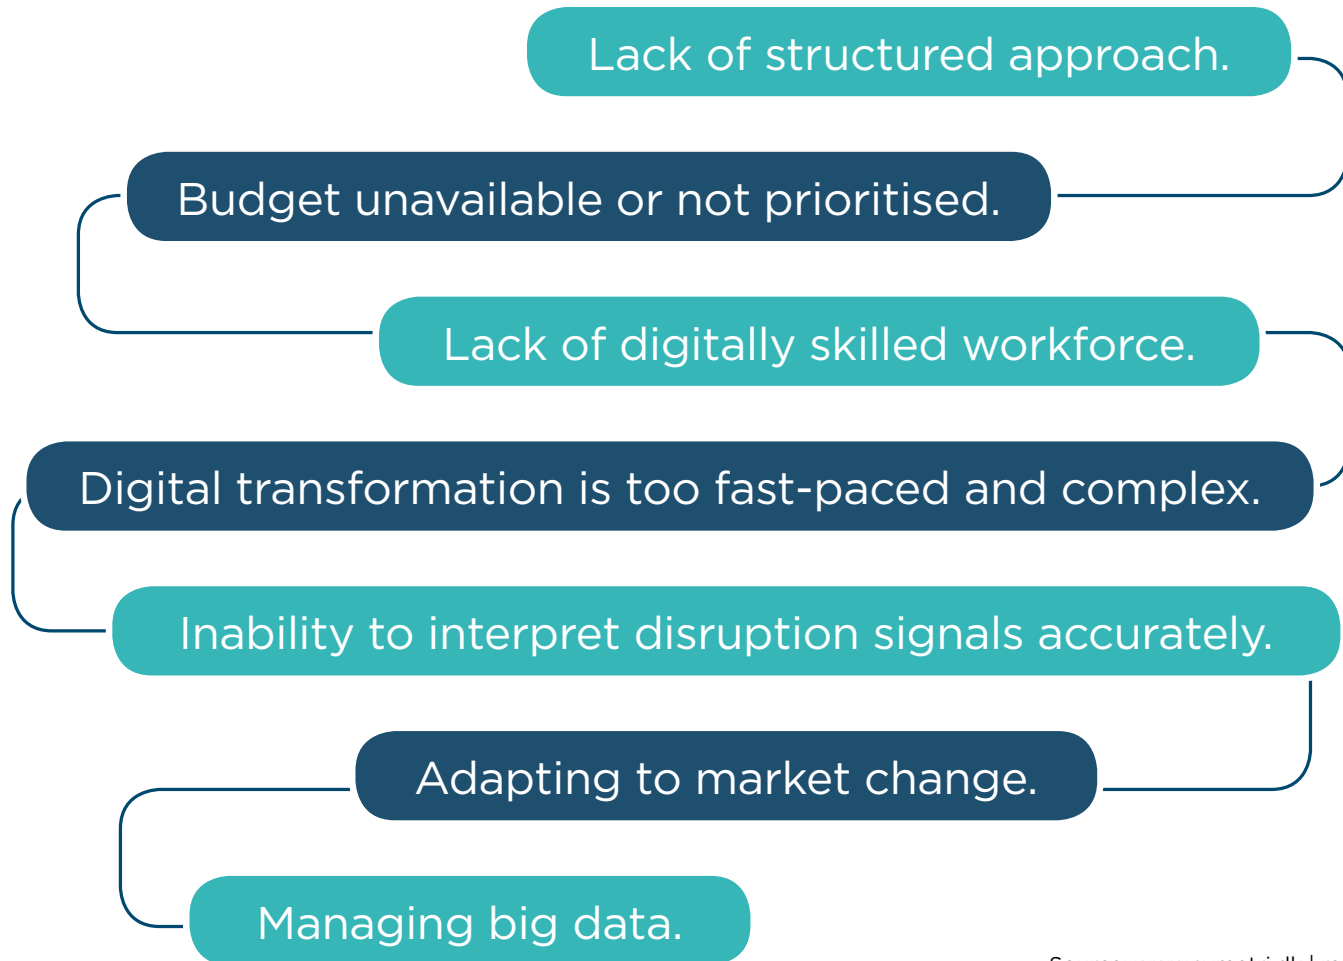 Lack of structured approach.
Budget unavailable or not prioritised.
Lack of digitally skilled workforce.
Digital transformation is too fast-paced and complex.
Inability to interpret disruption signals accurately.
Adapting to market change.
Managing big data.